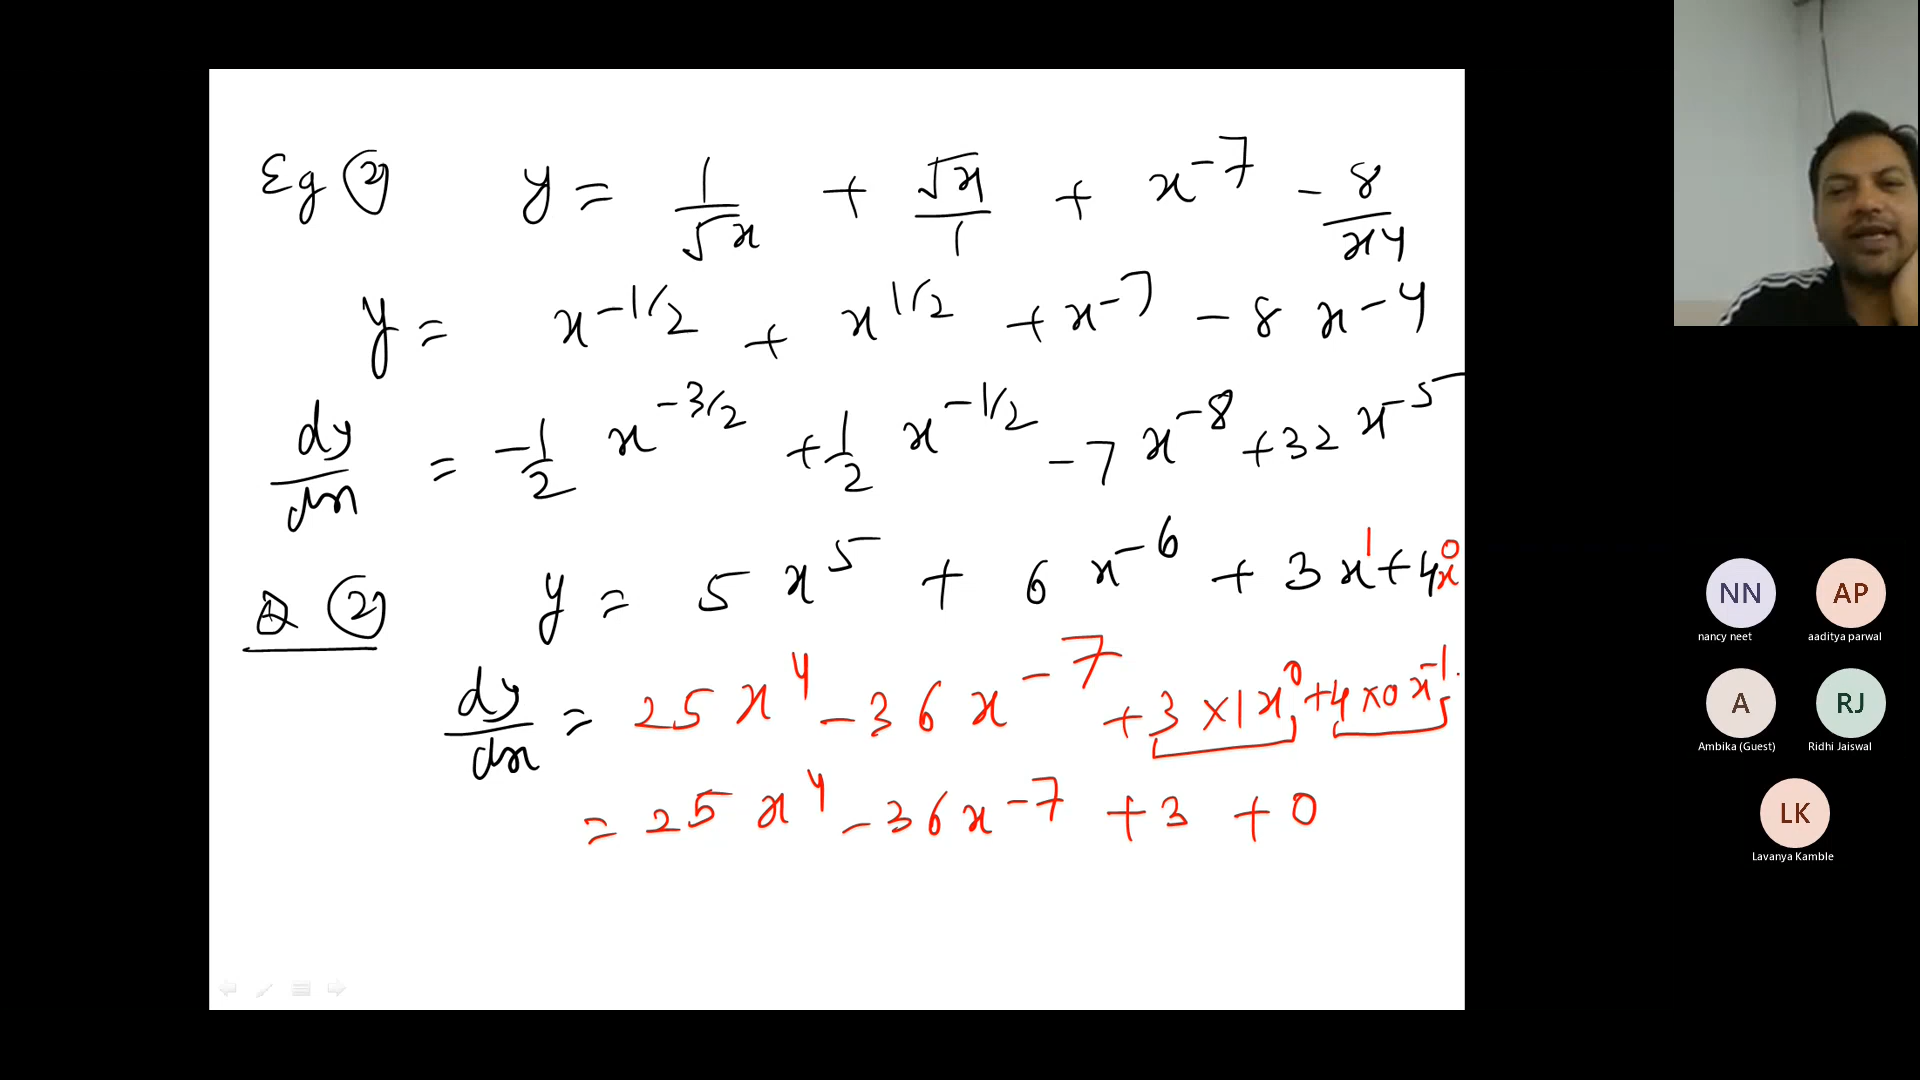 Eg ② y = 1/√x + √x/1 + x⁻⁷ - 8/x⁴
y = x^-1/2 + x^1/2 + x^-7 - 8 x^-4
dy/dx = -1/2 x^-3/2 + 1/2 x^-1/2 - 7 x^-8 + 32 x^-5
Q ② y = 5 x^5 + 6 x^-6 + 3 x^1 + 4x^0
dy/dx = 25 x^4 - 36 x^-7 + 3 × 1 x^0 + 4 × 0 x^-1
= 25 x^4 - 36 x^-7 + 3 + 0
NN AP
nancy neet aaditya parwal
A RJ
Ambika (Guest) Ridhi Jaiswal
LK
Lavanya Kamble